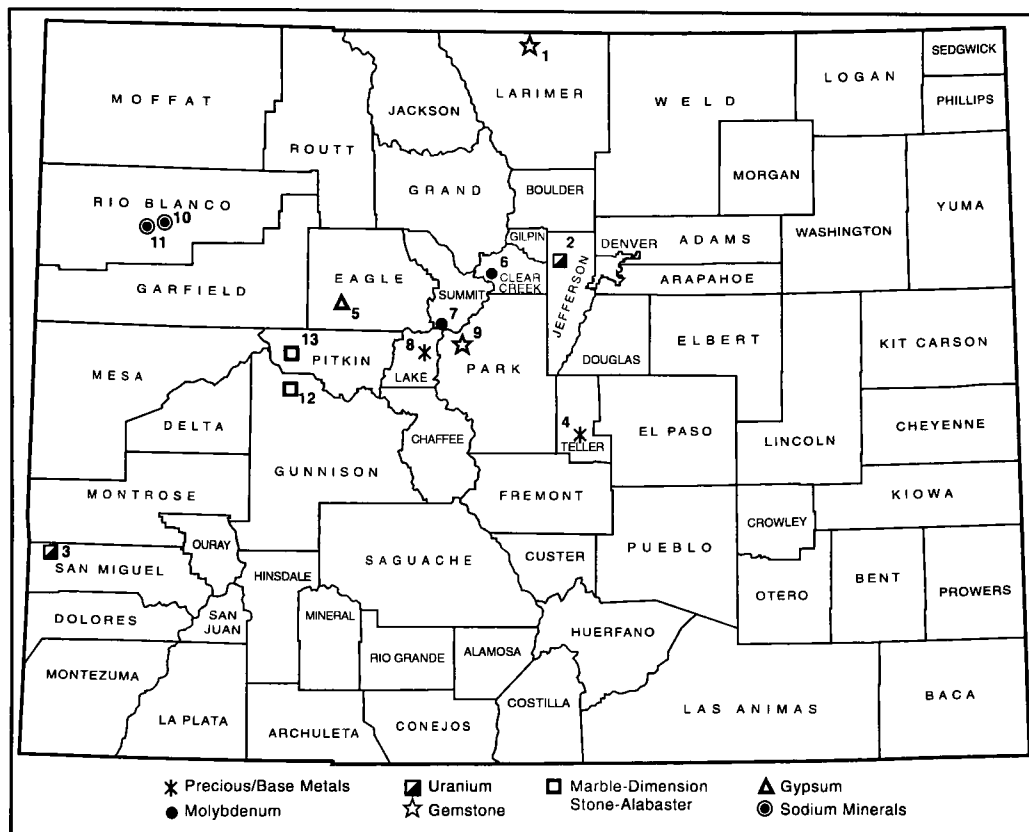 1
SEDGWICK
LOGAN
LARIMER
WELD
MOFFAT
PHILLIPS
JACKSON
ROUTT
MORGAN
GRAND
BOULDER
YUMA
RIO BLANCO
10
11
WASHINGTON
GILPIN
2
DENVER
ADAMS
6
CLEAR
CREEK
EAGLE
ARAPAHOE
GARFIELD
SUMMIT
JEFFERSON
5
7
9
13
8
PITKIN
LAKE
PARK
DOUGLAS
ELBERT
KIT CARSON
MESA
12
DELTA
CHAFFEE
4
TELLER
EL PASO
LINCOLN
CHEYENNE
GUNNISON
MONTROSE
FREMONT
KIOWA
CROWLEY
OURAY
3
SAN MIGUEL
SAGUACHE
CUSTER
PUEBLO
HINSDALE
BENT
PROWERS
OTERO
DOLORES
SAN
JUAN
MINERAL
HUERFANO
RIO GRANDE
ALAMOSA
MONTEZUMA
COSTILLA
LAS ANIMAS
BACA
LA PLATA
ARCHULETA
CONEJOS
Precious/Base Metals
Uranium
Marble-Dimension
Stone-Alabaster
Gypsum
Molybdenum
Gemstone
Sodium Minerals